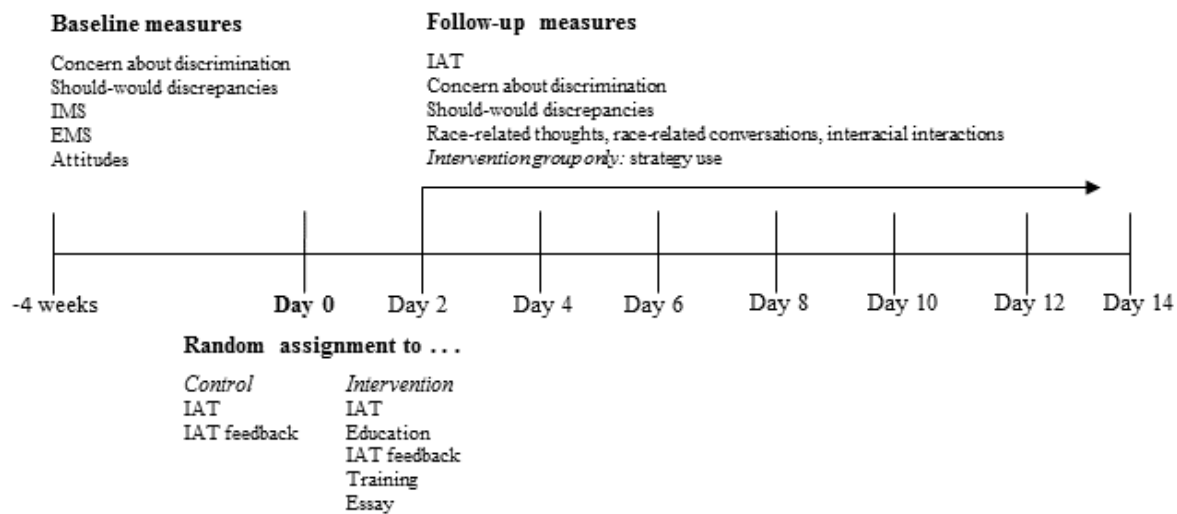 Baseline measures
Concern about discrimination
Should-would discrepancies
IMS
EMS
Attitudes
Follow-up measures
IAT
Concern about discrimination
Should-would discrepancies
Race-related thoughts, race-related conversations, interracial interactions
Intervention group only: strategy use
-4 weeks Day 0 Day 2 Day 4 Day 6 Day 8 Day 10 Day 12 Day 14
Random assignment to ...
Control
IAT
IAT feedback
Intervention
IAT
Education
IAT feedback
Training
Essay